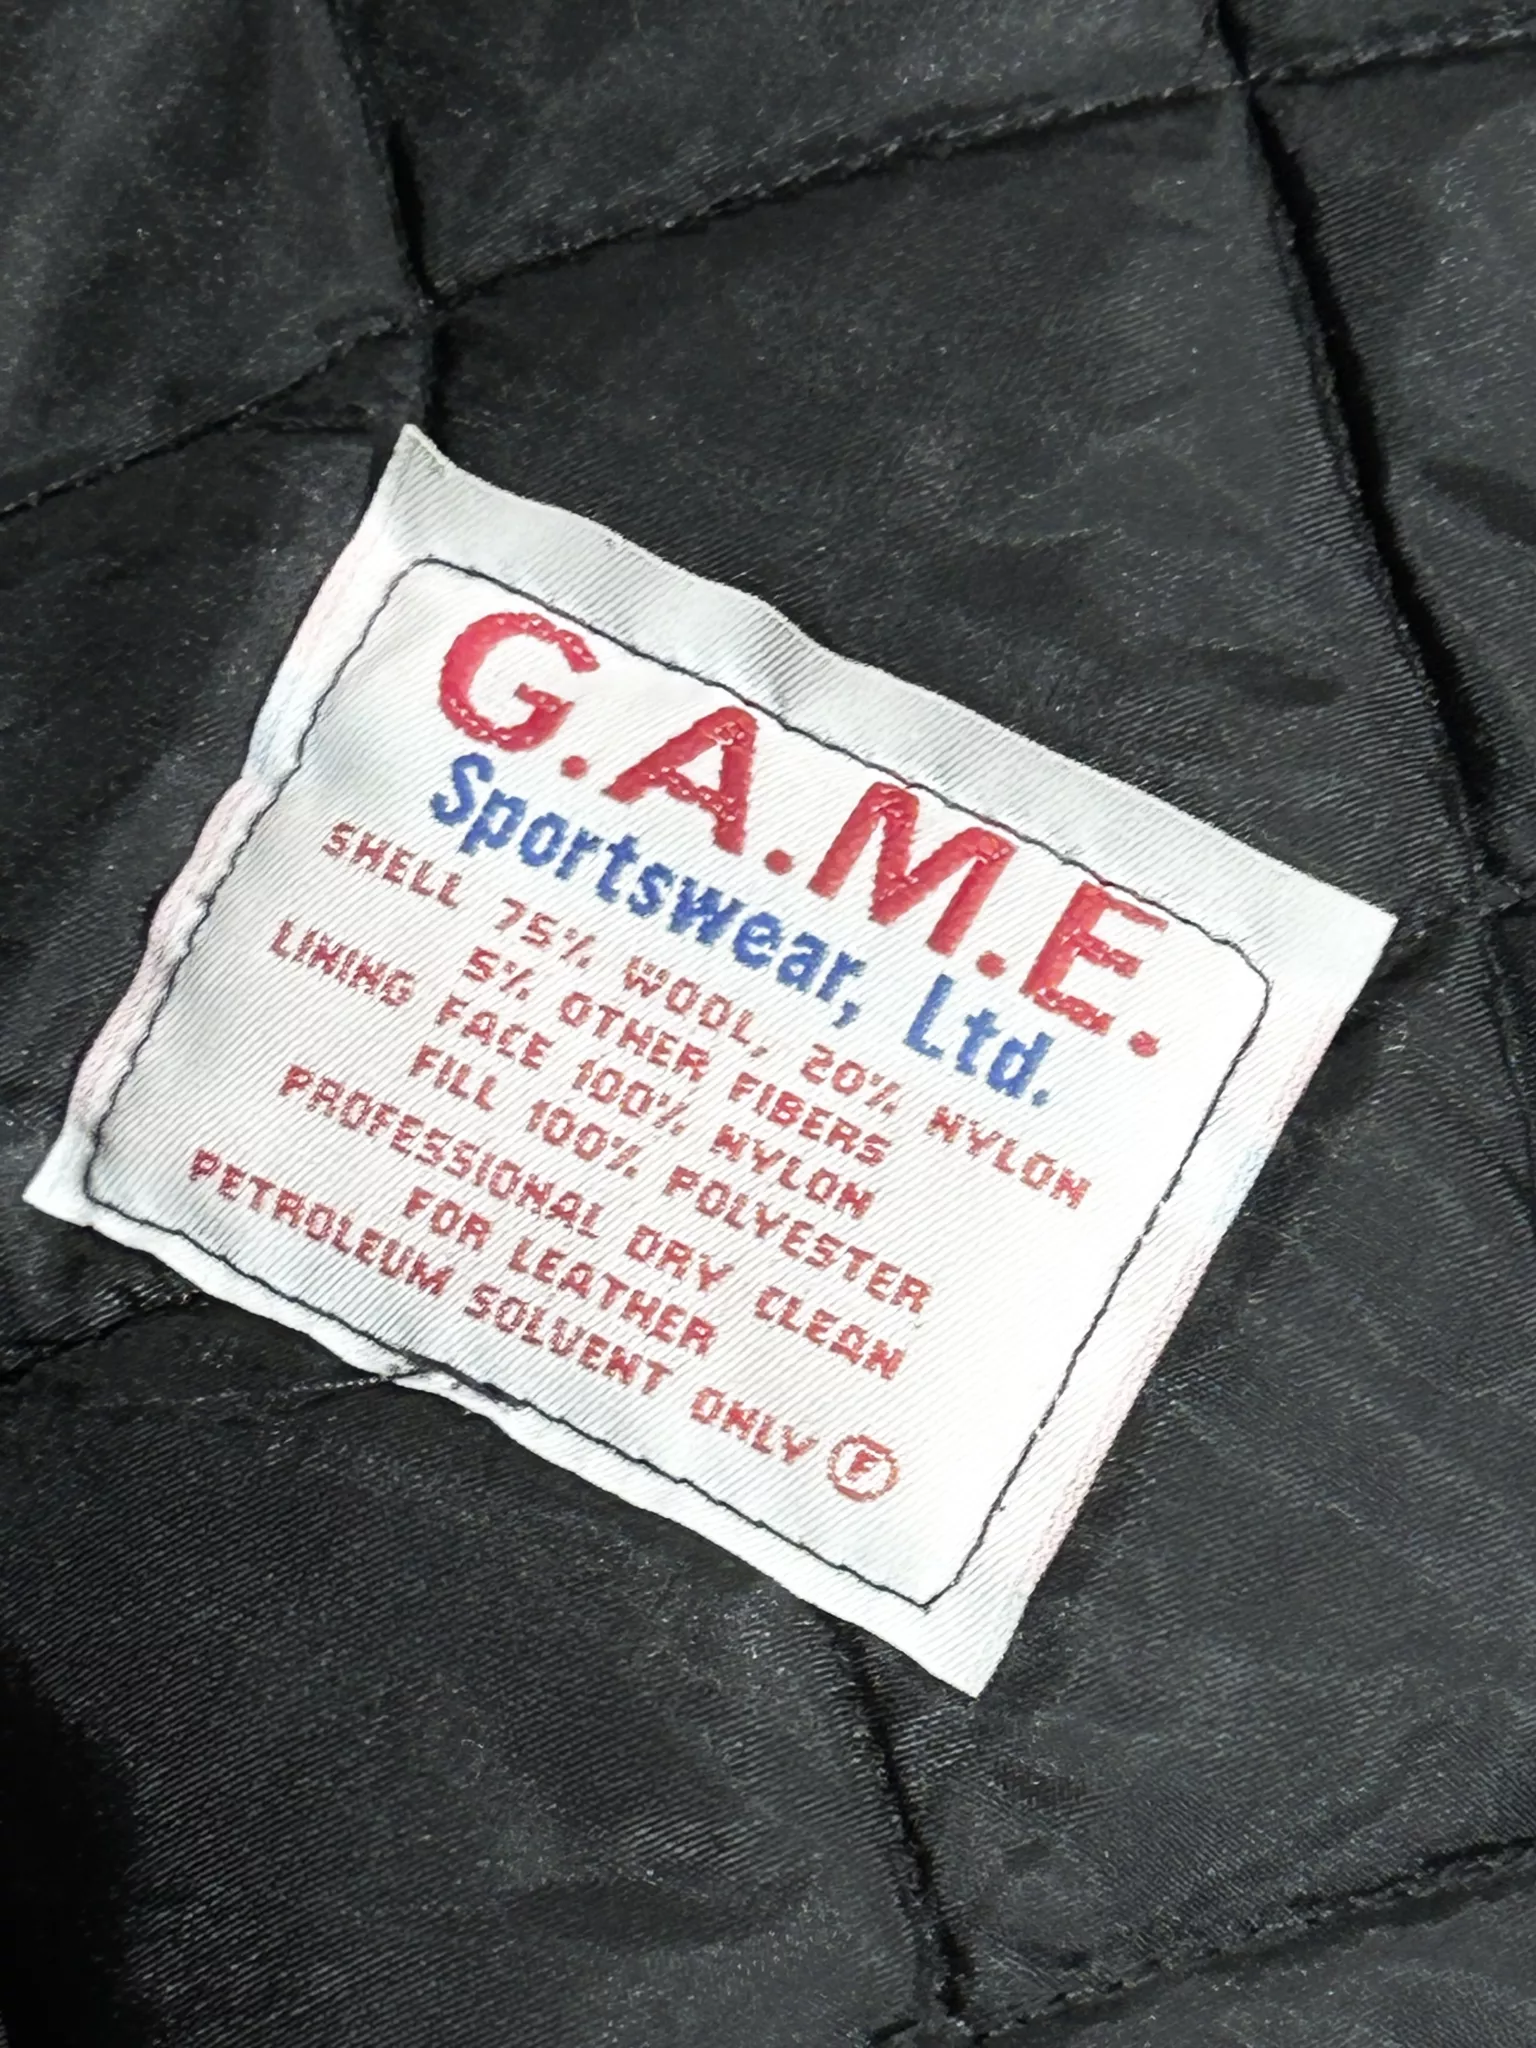 G.A.M.E.
Sportswear, Ltd.
SHELL 75% WOOL, 20% NYLON
5% OTHER FIBERS
LINING FACE 100% NYLON
FILL 100% POLYESTER
PROFESSIONAL DRY CLEAN
FOR LEATHER
PETROLEUM SOLVENT ONLY Ⓕ